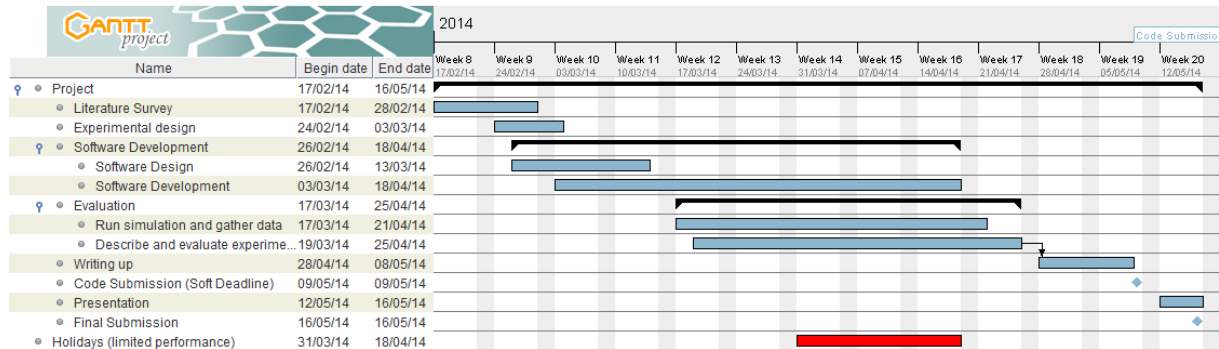 GANTT
project
2014
Code Submissio
Name Begin date End date
Week 8 Week 9 Week 10 Week 11 Week 12 Week 13 Week 14 Week 15 Week 16 Week 17 Week 18 Week 19 Week 20
17/02/14 24/02/14 03/03/14 10/03/14 17/03/14 24/03/14 31/03/14 07/04/14 14/04/14 21/04/14 28/04/14 05/05/14 12/05/14
Project 17/02/14 16/05/14
Literature Survey 17/02/14 28/02/14
Experimental design 24/02/14 03/03/14
Software Development 26/02/14 18/04/14
Software Design 26/02/14 13/03/14
Software Development 03/03/14 18/04/14
Evaluation 17/03/14 25/04/14
Run simulation and gather data 17/03/14 21/04/14
Describe and evaluate experime... 19/03/14 25/04/14
Writing up 28/04/14 08/05/14
Code Submission (Soft Deadline) 09/05/14 09/05/14
Presentation 12/05/14 16/05/14
Final Submission 16/05/14 16/05/14
Holidays (limited performance) 31/03/14 18/04/14